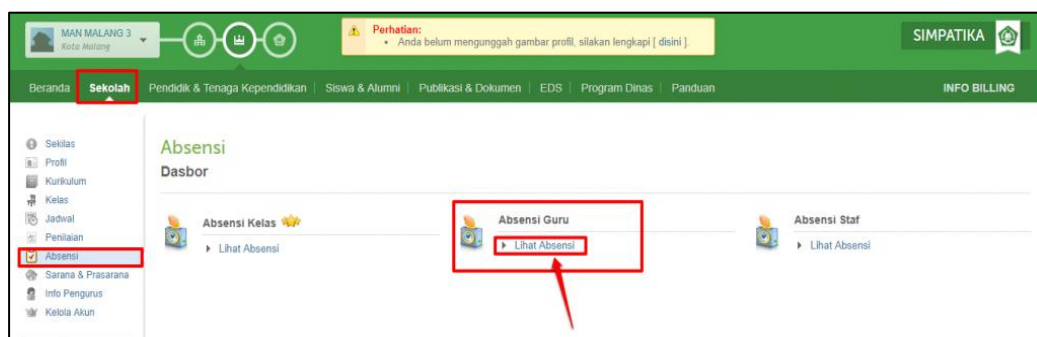 MAN MALANG 3
Kota Malang
Perhatian:
• Anda belum mengunggah gambar profil, silakan lengkapi [ disini ].
SIMPATIKA
Beranda Sekolah Pendidik & Tenaga Kependidikan | Siswa & Alumni | Publikasi & Dokumen | EDS | Program Dinas | Panduan INFO BILLING
Sekilas
Profil
Kurikulum
Kelas
Jadwal
Penilaian
Absensi
Sarana & Prasarana
Info Pengurus
Kelola Akun
Absensi
Dasbor
Absensi Kelas
Lihat Absensi
Absensi Guru
Lihat Absensi
Absensi Staf
Lihat Absensi